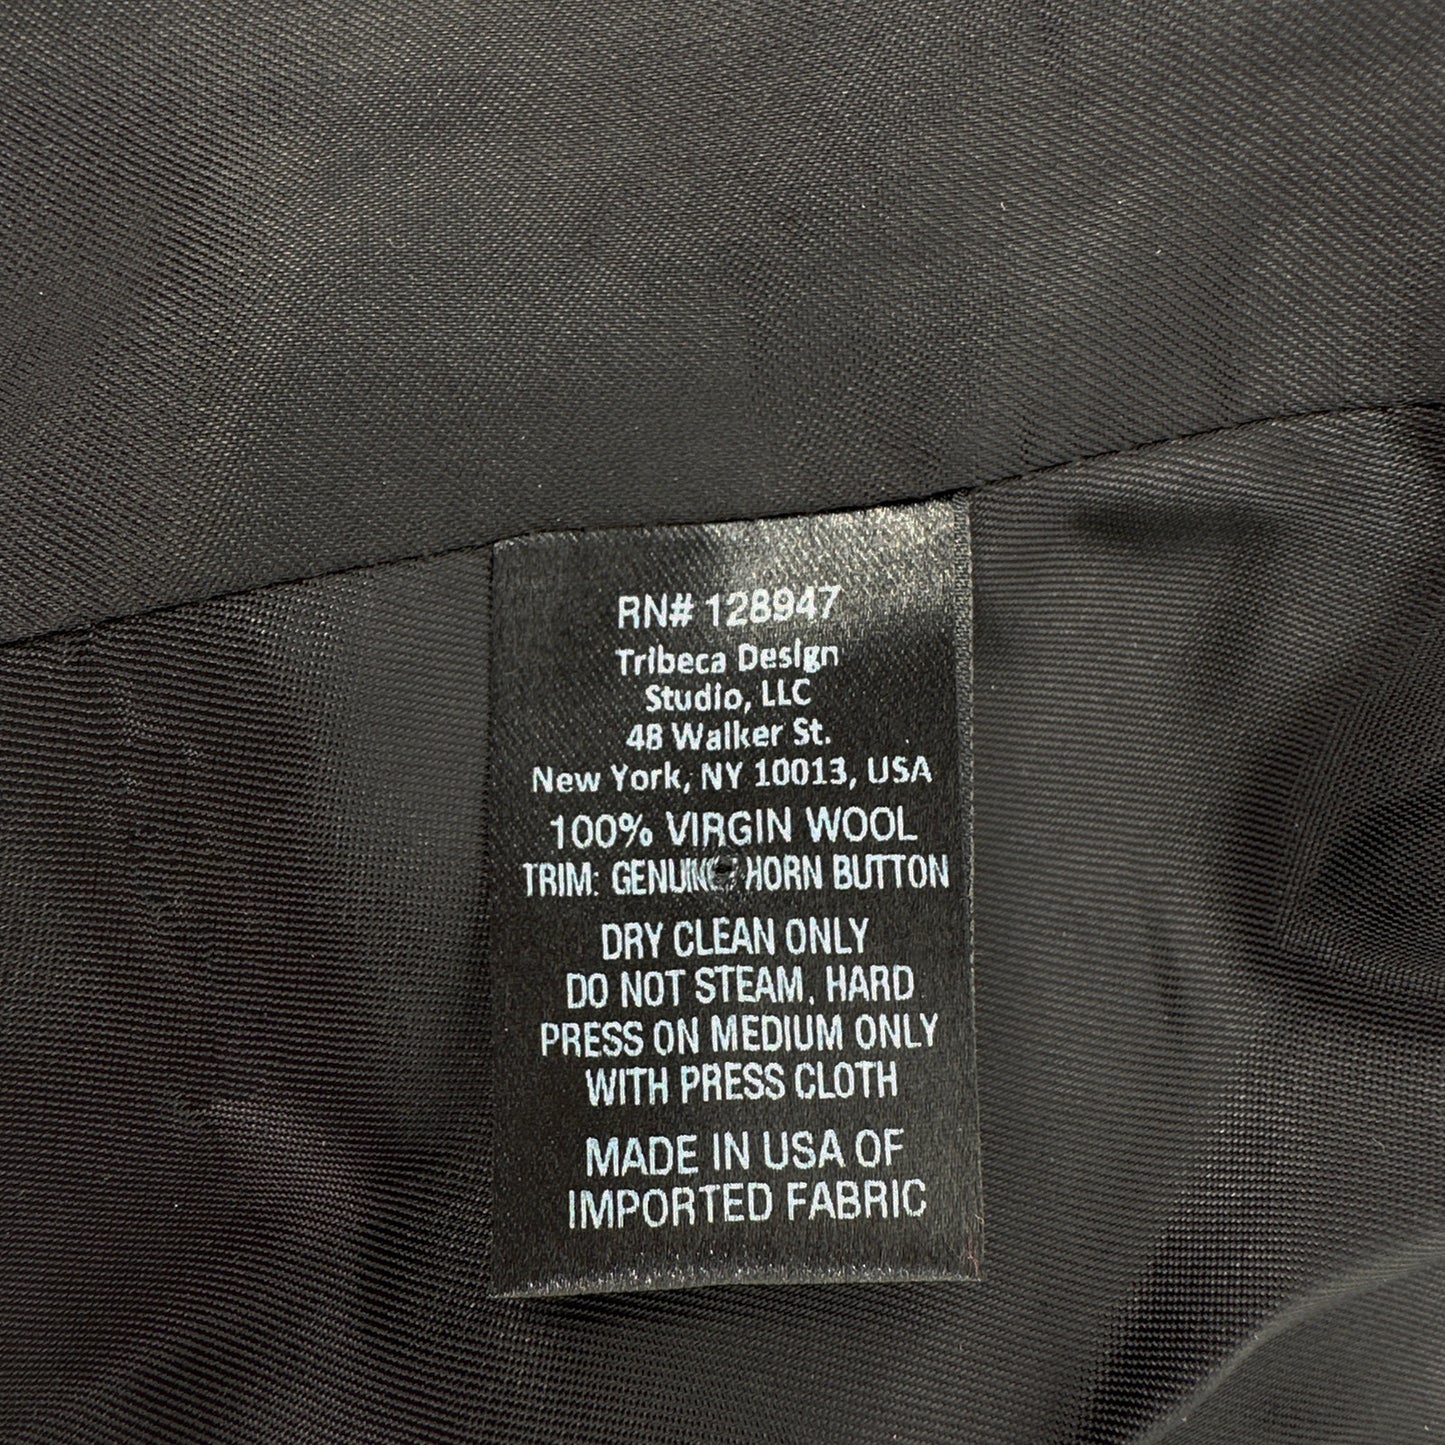 RN# 128947
Tribeca Design
Studio, LLC
48 Walker St.
New York, NY 10013, USA
100% VIRGIN WOOL
TRIM: GENUINE HORN BUTTON
DRY CLEAN ONLY
DO NOT STEAM, HARD
PRESS ON MEDIUM ONLY
WITH PRESS CLOTH
MADE IN USA OF
IMPORTED FABRIC